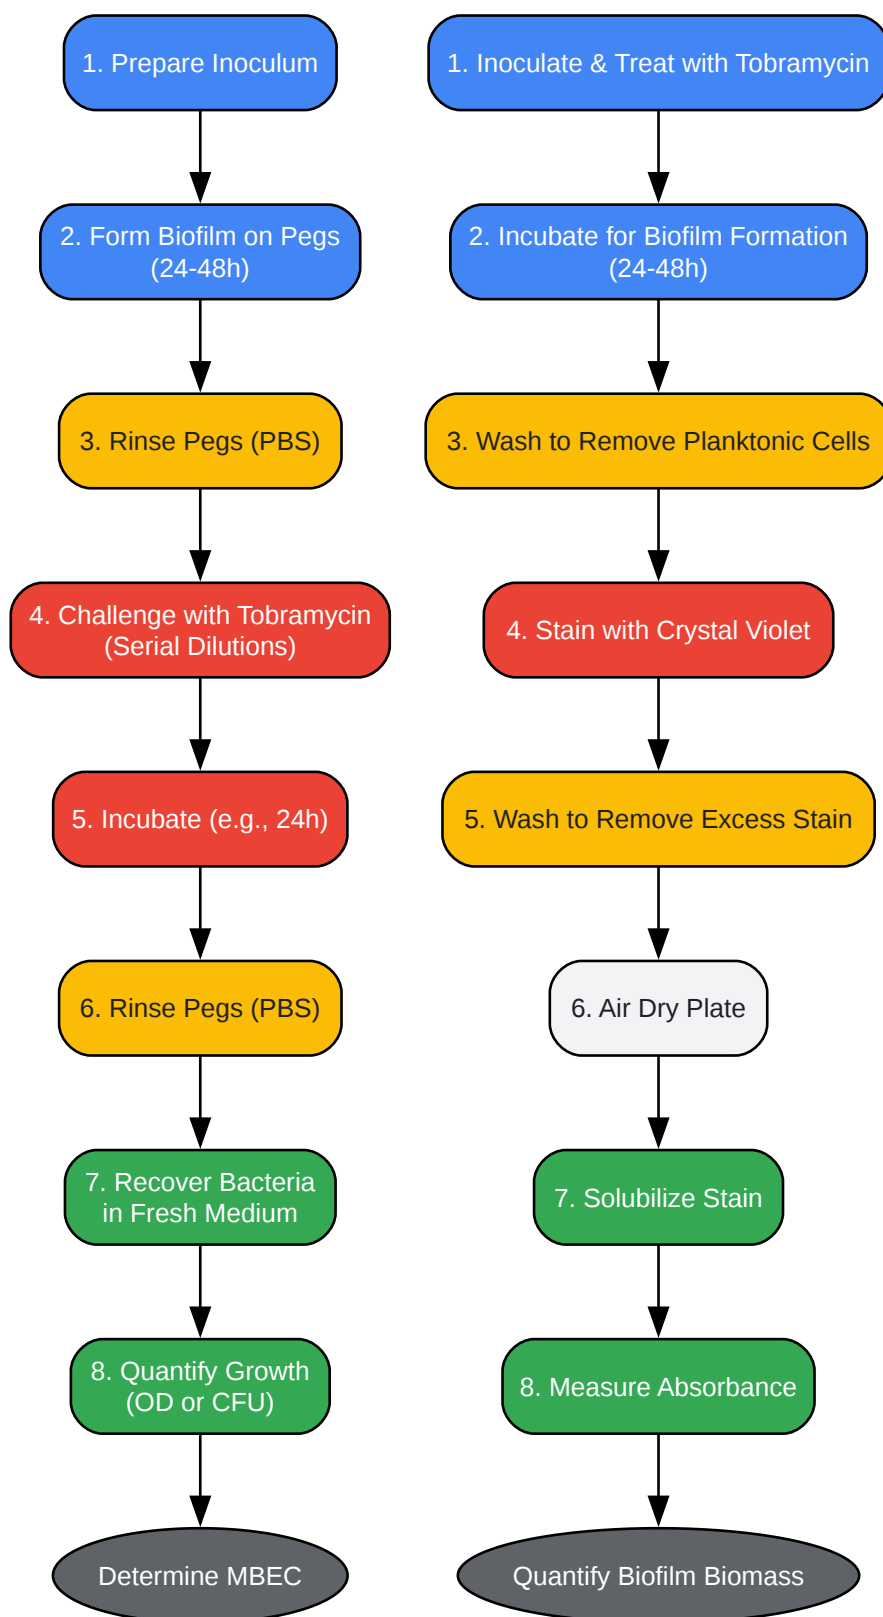 1. Prepare Inoculum
2. Form Biofilm on Pegs
(24-48h)
3. Rinse Pegs (PBS)
4. Challenge with Tobramycin
(Serial Dilutions)
5. Incubate (e.g., 24h)
6. Rinse Pegs (PBS)
7. Recover Bacteria
in Fresh Medium
8. Quantify Growth
(OD or CFU)
Determine MBEC
1. Inoculate & Treat with Tobramycin
2. Incubate for Biofilm Formation
(24-48h)
3. Wash to Remove Planktonic Cells
4. Stain with Crystal Violet
5. Wash to Remove Excess Stain
6. Air Dry Plate
7. Solubilize Stain
8. Measure Absorbance
Quantify Biofilm Biomass